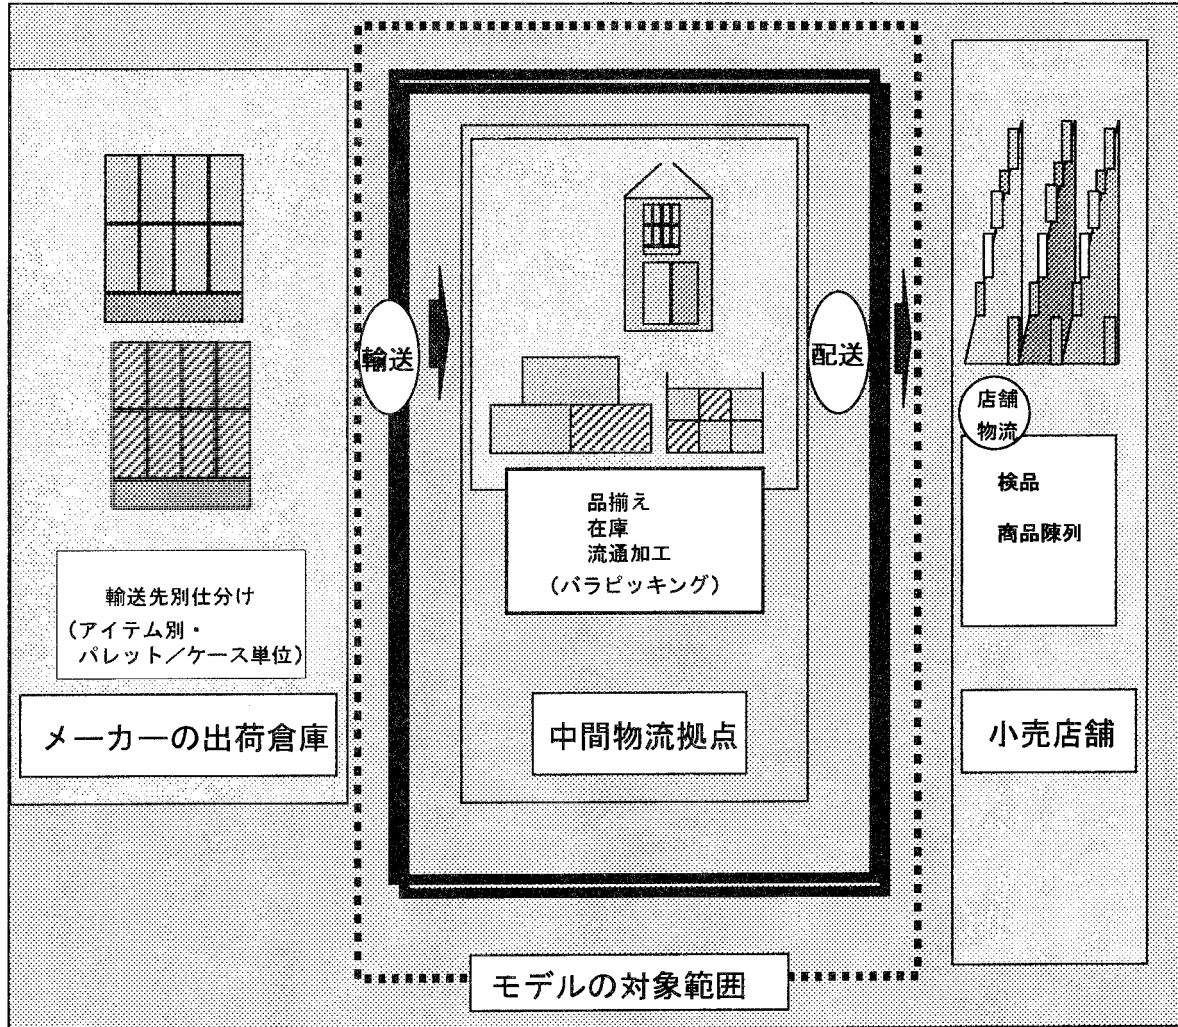 輸送先別仕分け
(アイテム別・
パレット/ケース単位)
メーカーの出荷倉庫
輸送
品揃え
在庫
流通加工
(バラピッキング)
中間物流拠点
配送
店舗
物流
検品
商品陳列
小売店舗
モデルの対象範囲